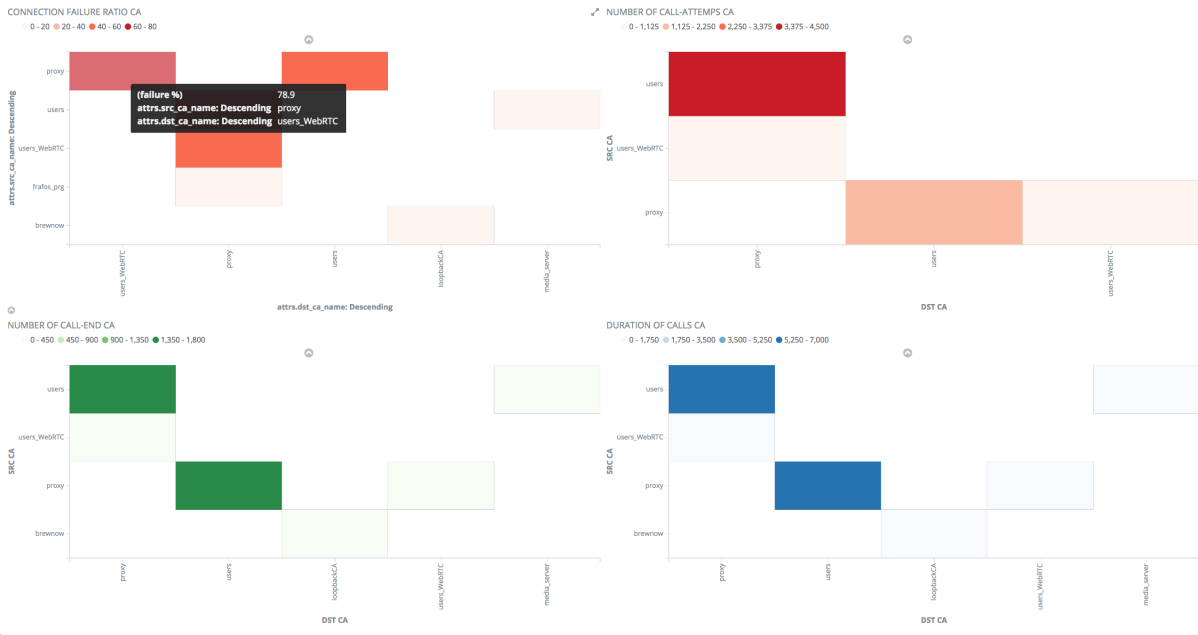 CONNECTION FAILURE RATIO CA
0 - 20 20 - 40 40 - 60 60 - 80
proxy
users
users_WebRTC
frafos_prg
brewnow
attrs.src_ca_name: Descending
(failure %) 78.9
attrs.src_ca_name: Descending proxy
attrs.dst_ca_name: Descending users_WebRTC
users_WebRTC
proxy
users
loopbackCA
media_server
attrs.dst_ca_name: Descending
NUMBER OF CALL-ATTEMPS CA
0 - 1,125 1,125 - 2,250 2,250 - 3,375 3,375 - 4,500
users
users_WebRTC
proxy
SRC CA
proxy
users
users_WebRTC
DST CA
NUMBER OF CALL-END CA
0 - 450 450 - 900 900 - 1,350 1,350 - 1,800
users
users_WebRTC
proxy
brewnow
SRC CA
proxy
users
loopbackCA
users_WebRTC
media_server
DST CA
DURATION OF CALLS CA
0 - 1,750 1,750 - 3,500 3,500 - 5,250 5,250 - 7,000
users
users_WebRTC
proxy
brewnow
SRC CA
proxy
users
loopbackCA
users_WebRTC
media_server
DST CA